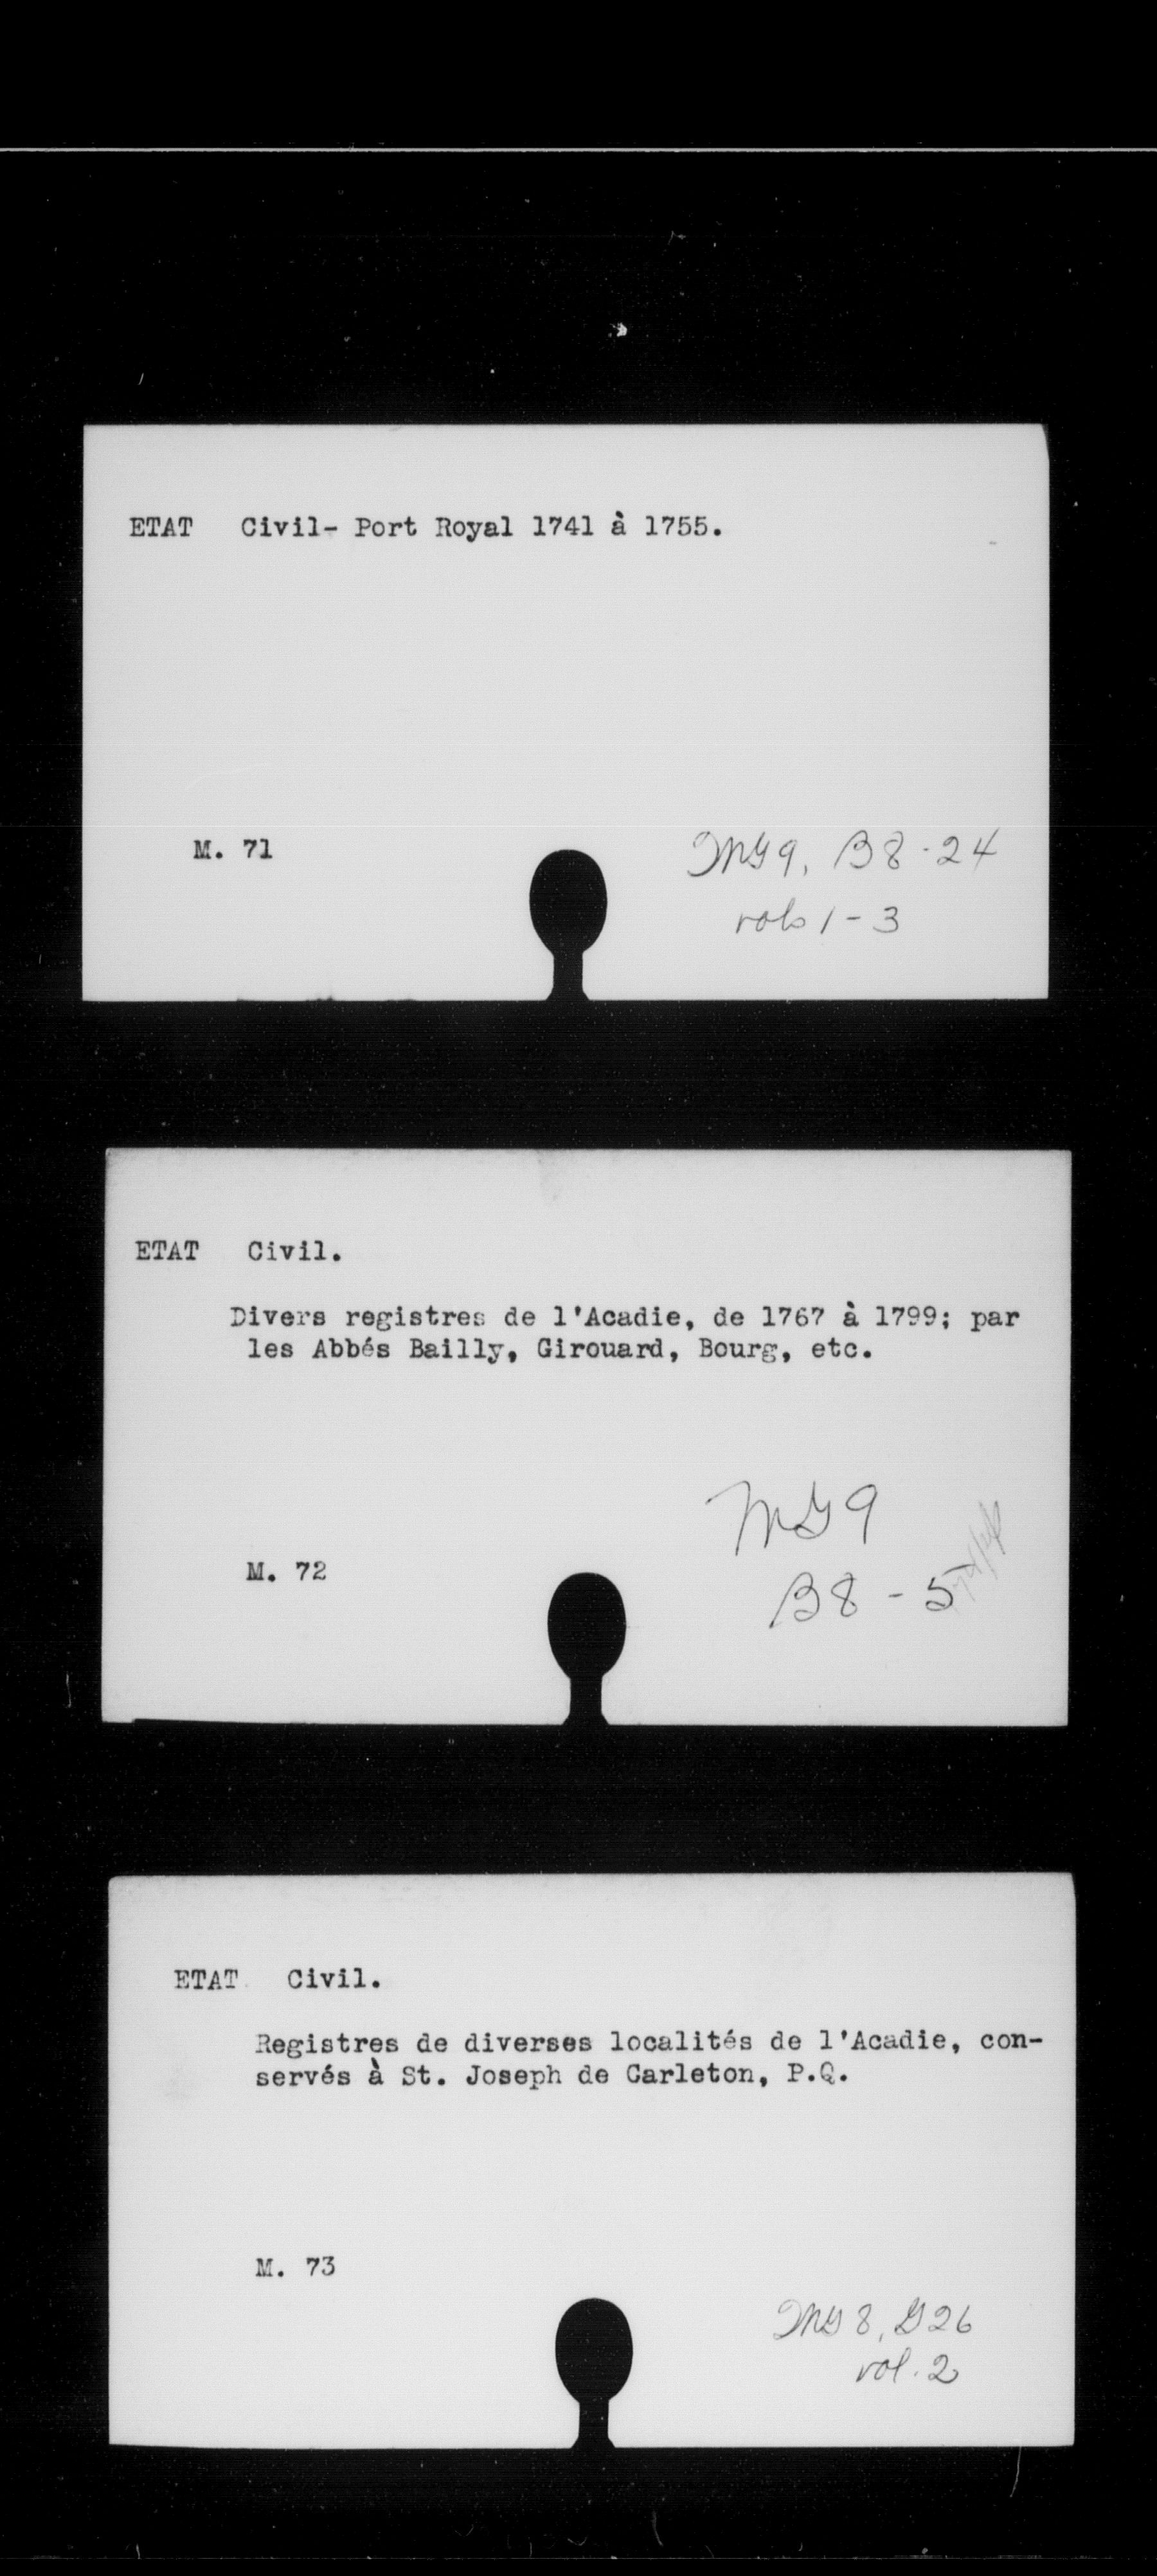 ETAT Civil- Port Royal 1741 à 1755.
M. 71
MG9, B8-24
vols 1-3
ETAT Civil.
Divers registres de l'Acadie, de 1767 à 1799; par
les Abbés Bailly, Girouard, Bourg, etc.
MG9
M. 72
B8-5
ETAT Civil.
Registres de diverses localités de l'Acadie, con-
servés à St. Joseph de Carleton, P.Q.
M. 73
MG8, G26
vol. 2